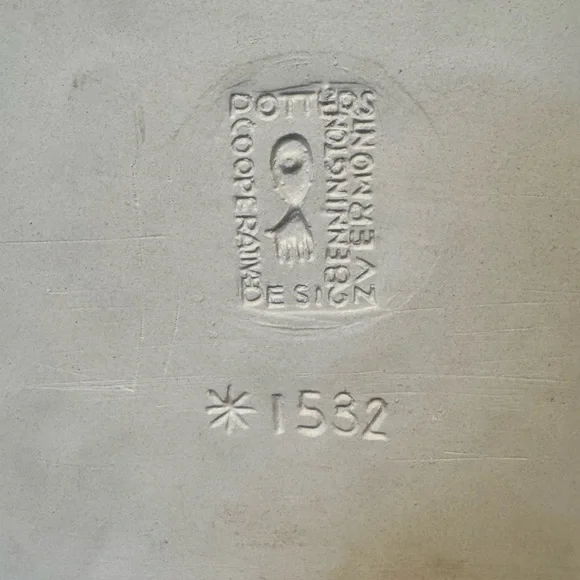 POTTERS
COOPERATIVE
DESIGN
BENNINGTON
VERMONT
*1532